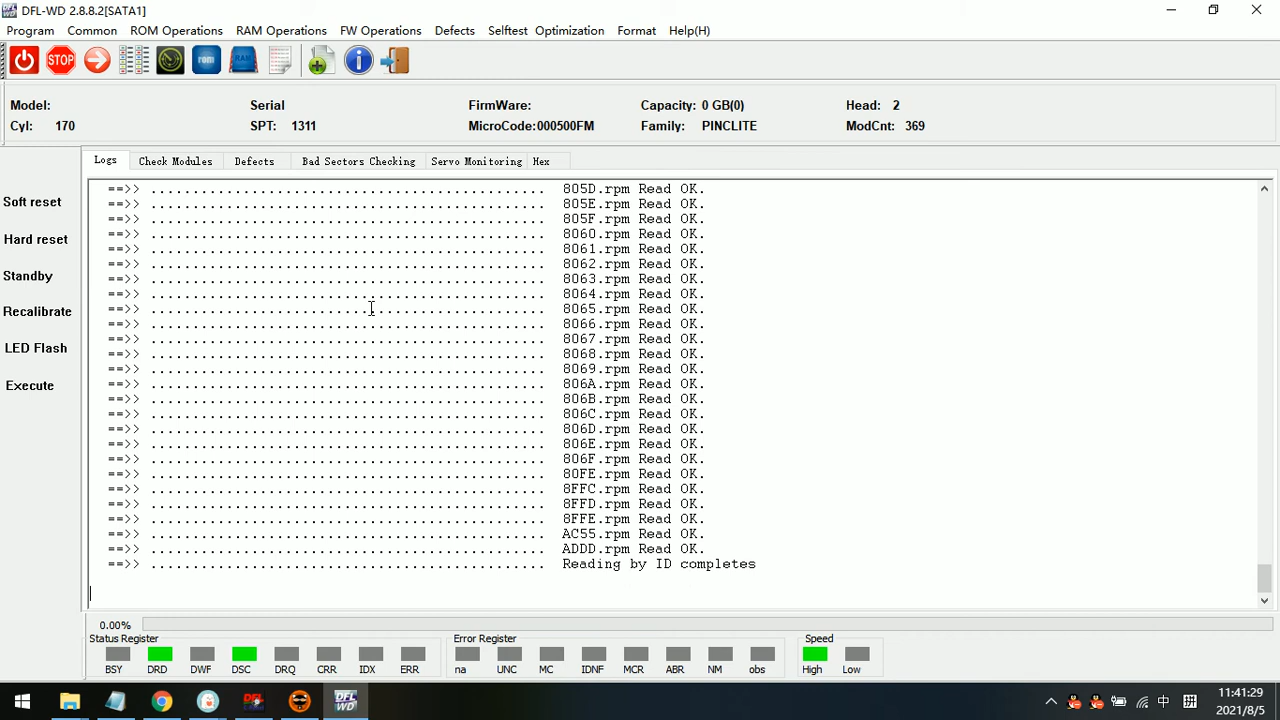 DFL-WD 2.8.8.2[SATA1]
Program Common ROM Operations RAM Operations FW Operations Defects Selftest Optimization Format Help(H)
STOP rom RAM
Model: Serial FirmWare: Capacity: 0 GB(0) Head: 2
Cyl: 170 SPT: 1311 MicroCode:000500FM Family: PINCLITE ModCnt: 369
Logs Check Modules Defects Bad Sectors Checking Servo Monitoring Hex
Soft reset
Hard reset
Standby
Recalibrate
LED Flash
Execute
==>> ............................................... 805D.rpm Read OK.
==>> ............................................... 805E.rpm Read OK.
==>> ............................................... 805F.rpm Read OK.
==>> ............................................... 8060.rpm Read OK.
==>> ............................................... 8061.rpm Read OK.
==>> ............................................... 8062.rpm Read OK.
==>> ............................................... 8063.rpm Read OK.
==>> ............................................... 8064.rpm Read OK.
==>> ............................................... 8065.rpm Read OK.
==>> ............................................... 8066.rpm Read OK.
==>> ............................................... 8067.rpm Read OK.
==>> ............................................... 8068.rpm Read OK.
==>> ............................................... 8069.rpm Read OK.
==>> ............................................... 806A.rpm Read OK.
==>> ............................................... 806B.rpm Read OK.
==>> ............................................... 806C.rpm Read OK.
==>> ............................................... 806D.rpm Read OK.
==>> ............................................... 806E.rpm Read OK.
==>> ............................................... 806F.rpm Read OK.
==>> ............................................... 80FE.rpm Read OK.
==>> ............................................... 8FFC.rpm Read OK.
==>> ............................................... 8FFD.rpm Read OK.
==>> ............................................... 8FFE.rpm Read OK.
==>> ............................................... AC55.rpm Read OK.
==>> ............................................... ADDD.rpm Read OK.
==>> ............................................... Reading by ID completes
0.00%
Status Register Error Register Speed
BSY DRD DWF DSC DRQ CRR IDX ERR na UNC MC IDNF MCR ABR NM obs High Low
DFL DFL WD 中 拼 11:41:29
2021/8/5